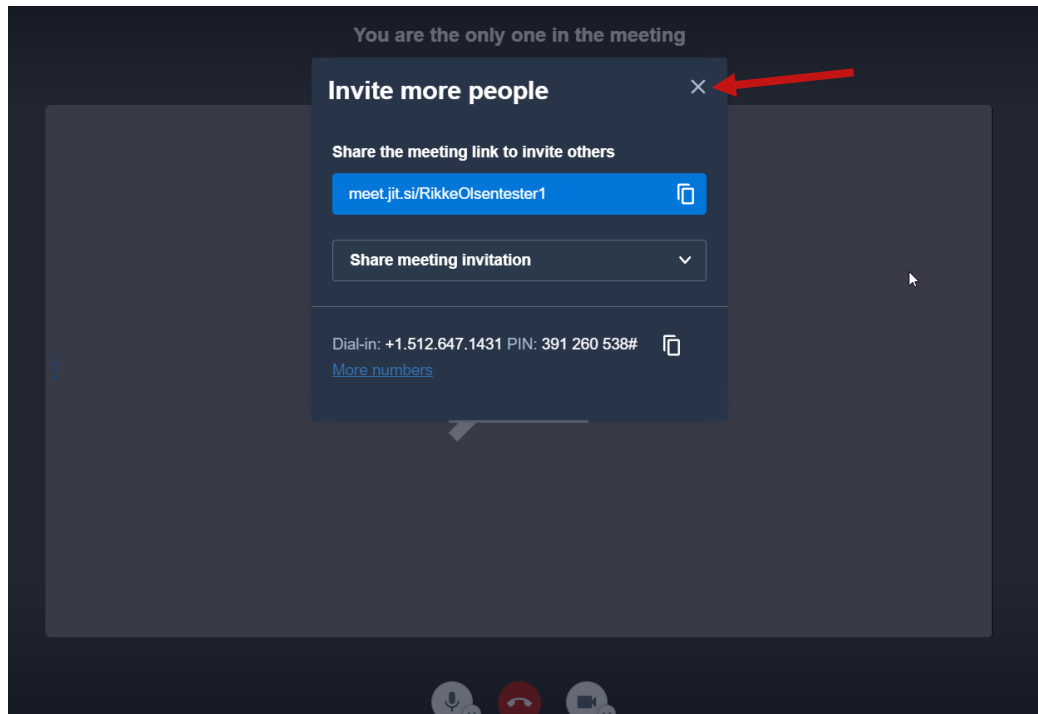 You are the only one in the meeting
Invite more people
Share the meeting link to invite others
meet.jit.si/RikkeOlsentester1
Share meeting invitation
Dial-in: +1.512.647.1431 PIN: 391 260 538#
More numbers